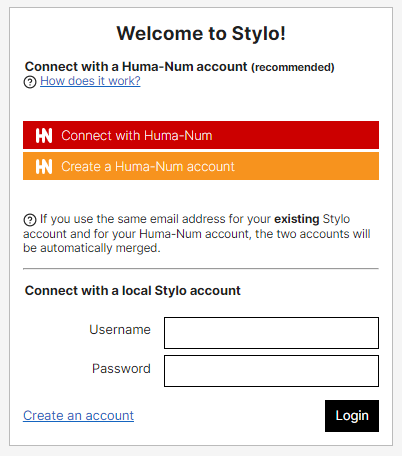 Welcome to Stylo!
Connect with a Huma-Num account (recommended)
? How does it work?
HN Connect with Huma-Num
HN Create a Huma-Num account
? If you use the same email address for your existing Stylo
account and for your Huma-Num account, the two accounts will
be automatically merged.
Connect with a local Stylo account
Username
Password
Create an account Login